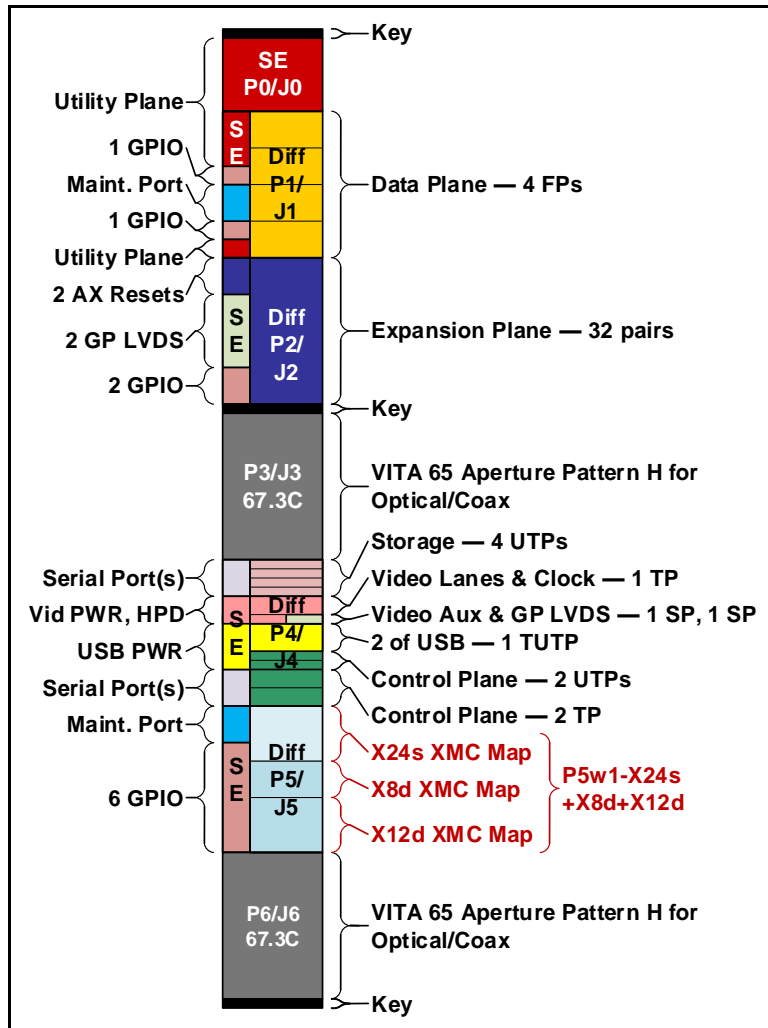 Key
SE
P0/J0
Utility Plane
S
E
1 GPIO
Diff
P1/
J1
Maint. Port
Data Plane — 4 FPs
1 GPIO
Utility Plane
2 AX Resets
S
E
2 GP LVDS
Diff
P2/
J2
Expansion Plane — 32 pairs
2 GPIO
Key
P3/J3
67.3C
VITA 65 Aperture Pattern H for
Optical/Coax
Storage — 4 UTPs
Serial Port(s)
Video Lanes & Clock — 1 TP
Vid PWR, HPD
S
E
Diff
P4/
J4
Video Aux & GP LVDS — 1 SP, 1 SP
2 of USB — 1 TUTP
USB PWR
Control Plane — 2 UTPs
Serial Port(s)
Control Plane — 2 TP
Maint. Port
X24s XMC Map
S
E
Diff
P5/
J5
X8d XMC Map
P5w1-X24s
+X8d+X12d
6 GPIO
X12d XMC Map
P6/J6
67.3C
VITA 65 Aperture Pattern H for
Optical/Coax
Key